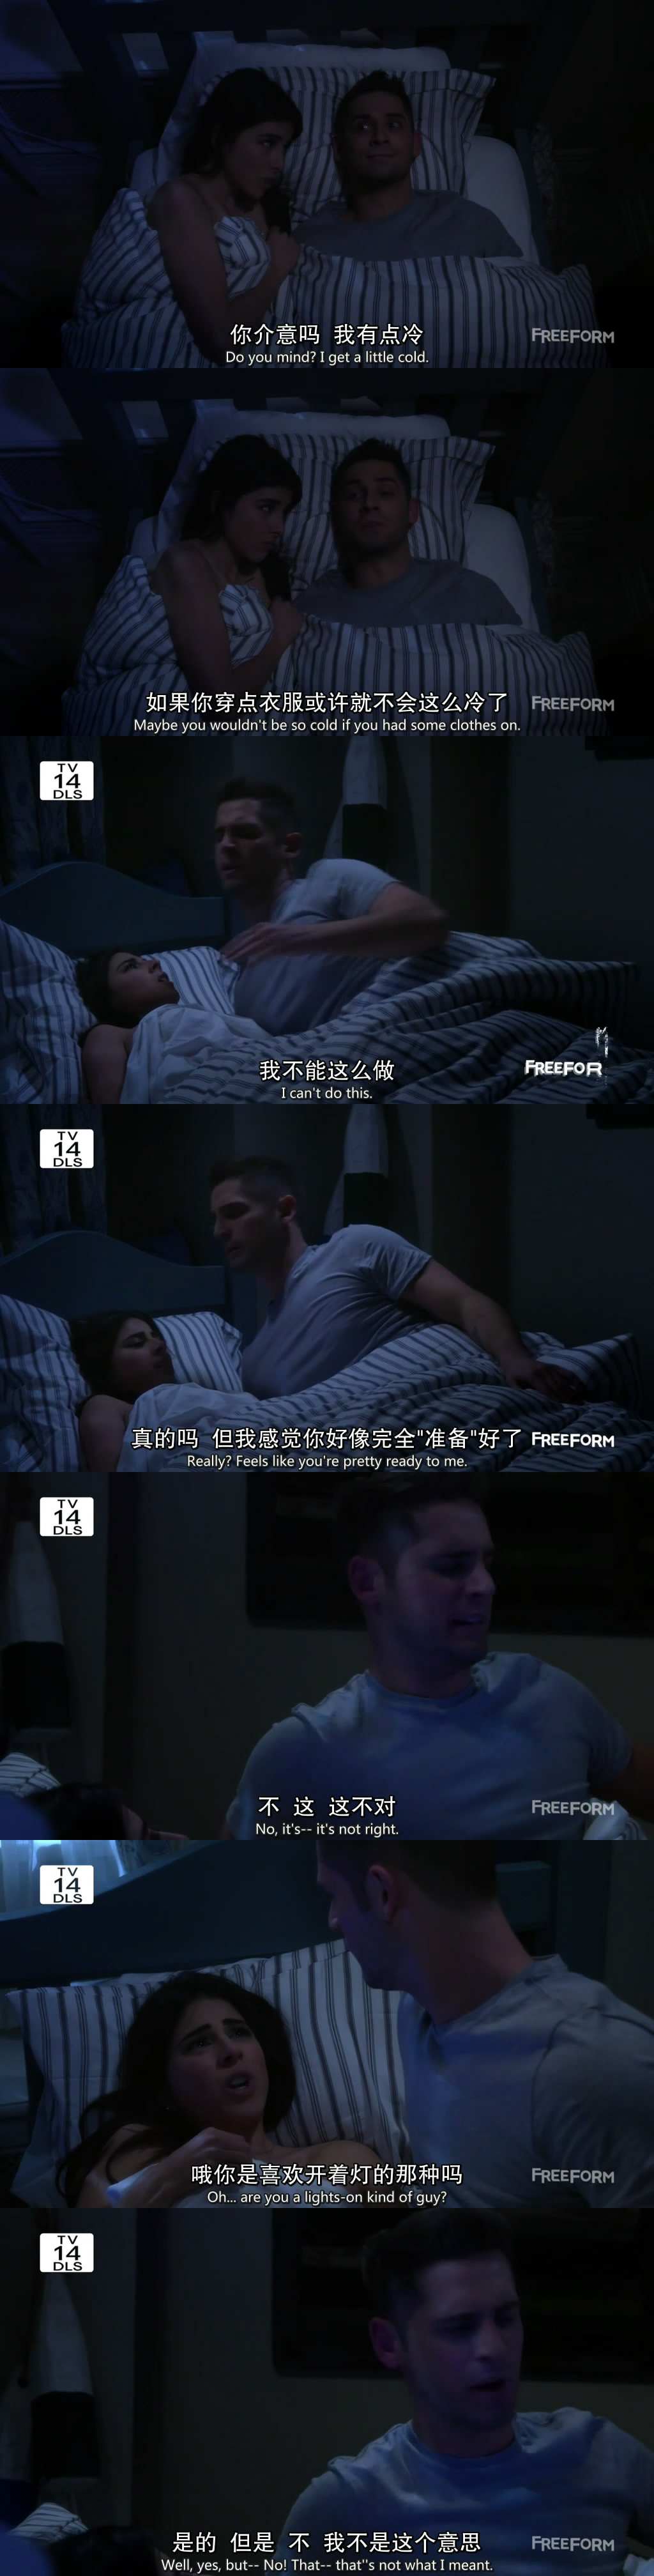 你介意吗 我有点冷
FREEFORM
Do you mind? I get a little cold.
如果你穿点衣服或许就不会这么冷了
FREEFORM
Maybe you wouldn't be so cold if you had some clothes on.
TV
14
DLS
我不能这么做
FREEFOR
I can't do this.
TV
14
DLS
真的吗 但我感觉你好像完全"准备"好了
FREEFORM
Really? Feels like you're pretty ready to me.
TV
14
DLS
不 这 这不对
FREEFORM
No, it's-- it's not right.
TV
14
DLS
哦你是喜欢开着灯的那种吗
FREEFORM
Oh... are you a lights-on kind of guy?
TV
14
DLS
是的 但是 不 我不是这个意思
FREEFORM
Well, yes, but-- No! That-- that''s not what I meant.